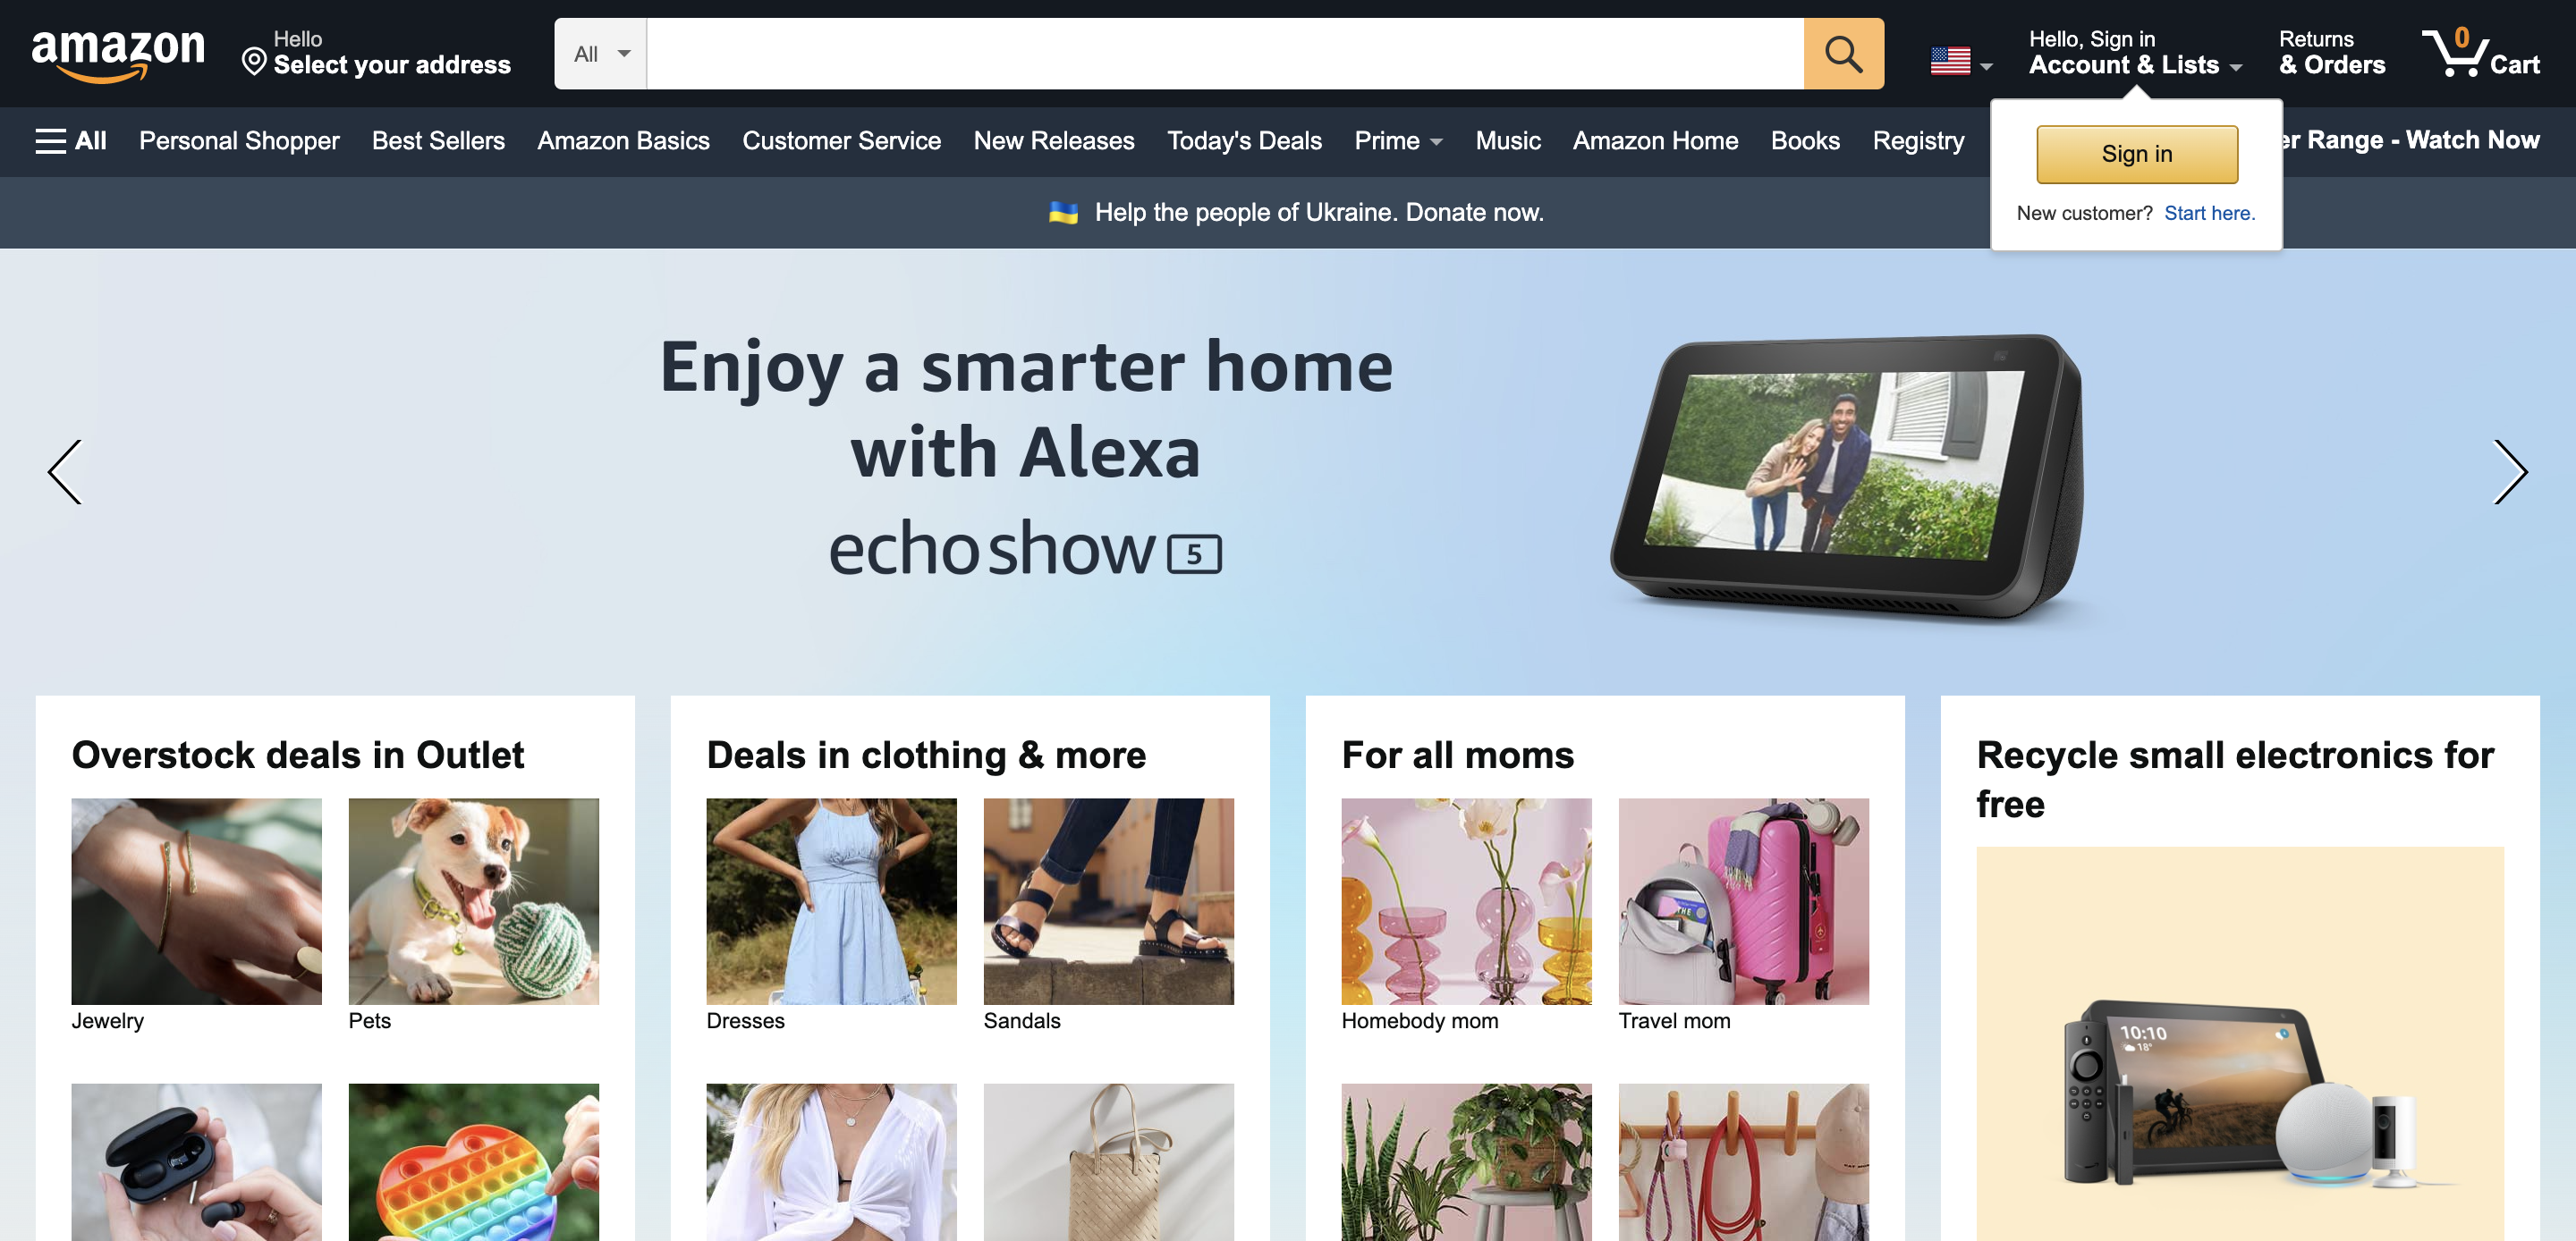 amazon
Hello
Select your address
All
Hello, Sign in
Account & Lists
Returns
& Orders
0
Cart
All
Personal Shopper
Best Sellers
Amazon Basics
Customer Service
New Releases
Today's Deals
Prime
Music
Amazon Home
Books
Registry
er Range - Watch Now
Sign in
New customer? Start here.
Help the people of Ukraine. Donate now.
Enjoy a smarter home
with Alexa
echo show 5
Overstock deals in Outlet
Jewelry
Pets
Deals in clothing & more
Dresses
Sandals
For all moms
Homebody mom
Travel mom
Recycle small electronics for
free
10:10
18°